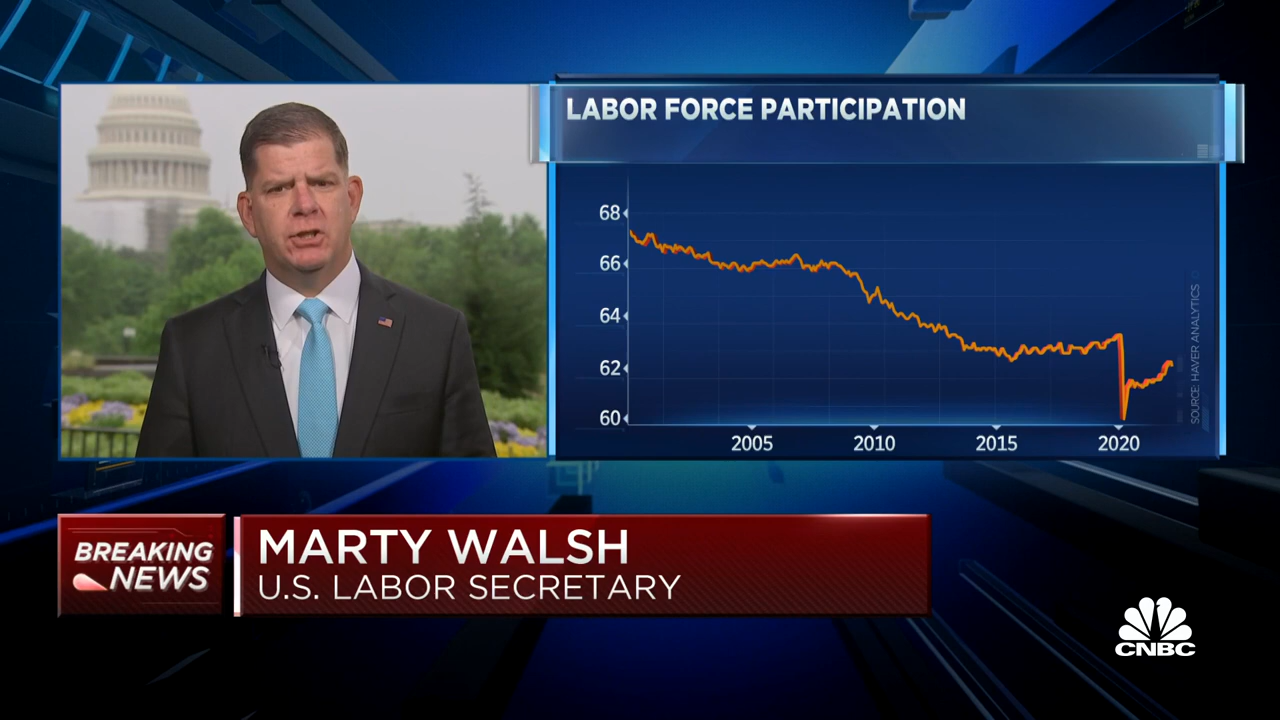 LABOR FORCE PARTICIPATION
68
66
64
62
60
2005
2010
2015
2020
SOURCE: HAVER ANALYTICS
BREAKING
NEWS
MARTY WALSH
U.S. LABOR SECRETARY
CNBC